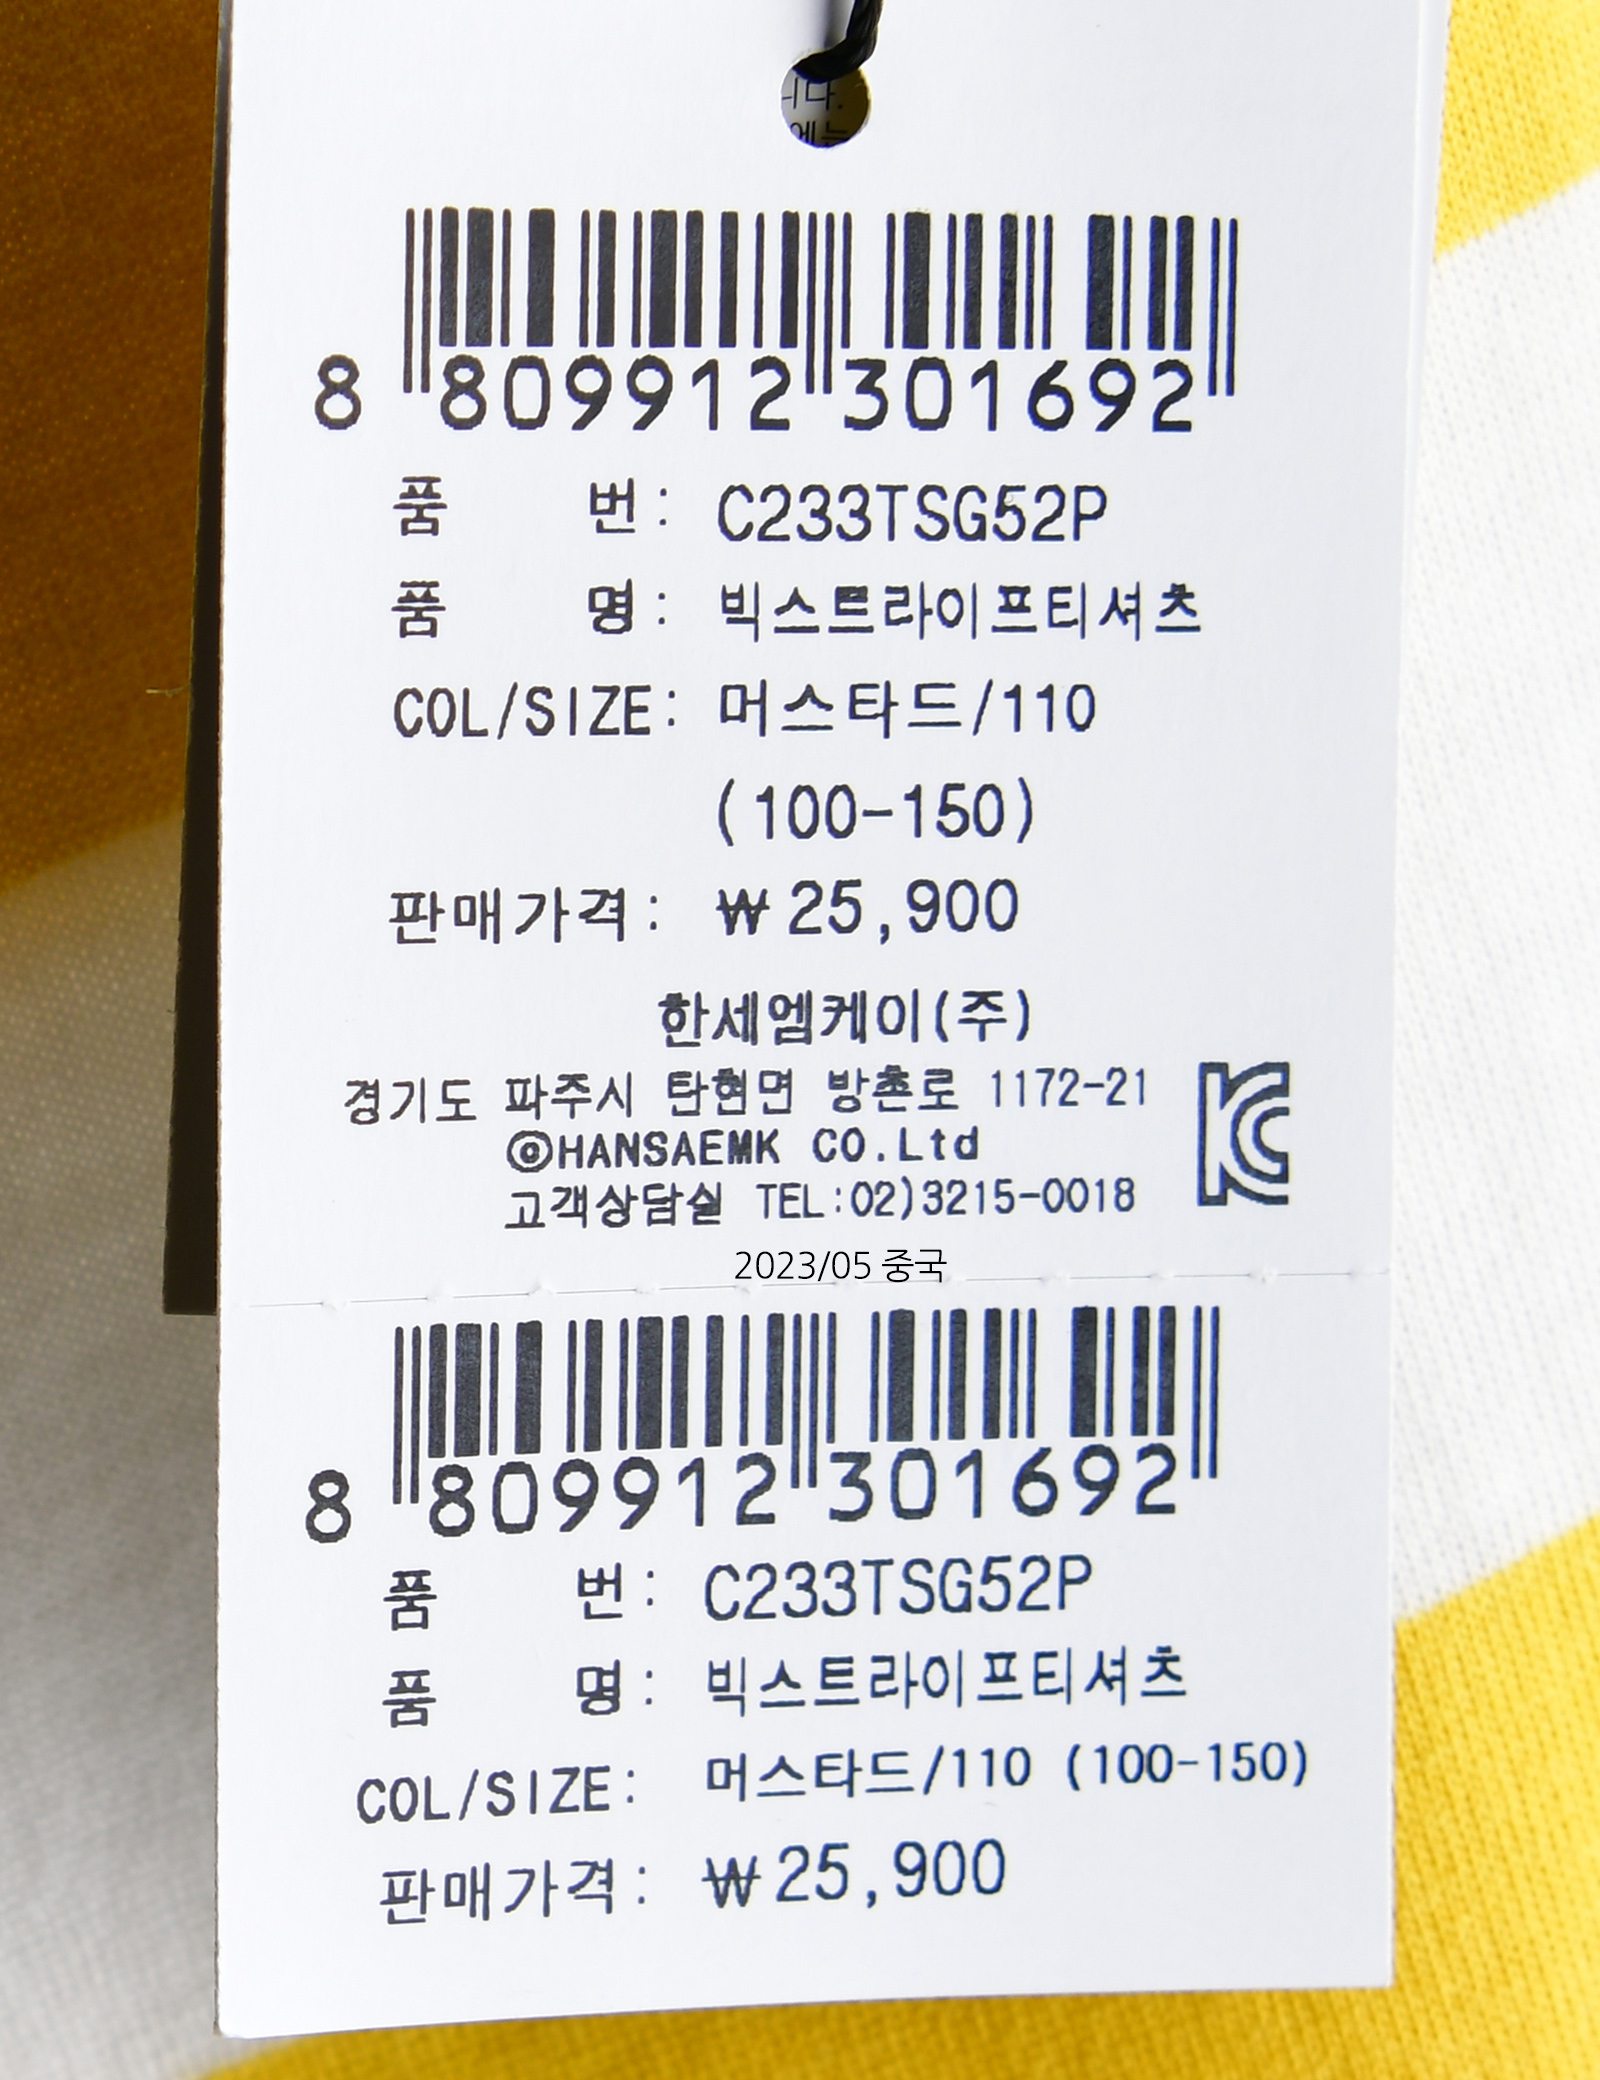 니다.
에는
8 809912 301692
품 번: C233TSG52P
품 명: 빅스트라이프티셔츠
COL/SIZE: 머스타드/110
(100-150)
판매가격: ₩25,900
한세엠케이(주)
경기도 파주시 탄현면 방촌로 1172-21
©HANSAEMK CO.Ltd
고객상담실 TEL:02)3215-0018
2023/05 중국
8 809912 301692
품 번: C233TSG52P
품 명: 빅스트라이프티셔츠
COL/SIZE: 머스타드/110 (100-150)
판매가격: ₩25,900